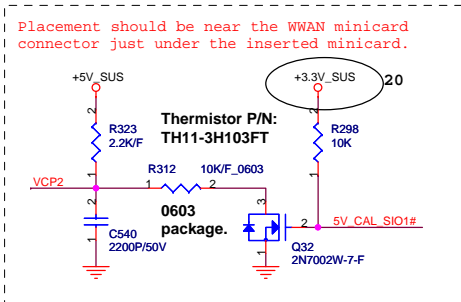 Placement should be near the WWAN minicard
connector just under the inserted minicard.
+5V_SUS
+3.3V_SUS
20
2
2
Thermistor P/N:
TH11-3H103FT
R323
2.2K/F
R298
10K
1
1
R312
10K/F_0603
VCP2
1
2
2
3
0603
package.
C540
2200P/50V
1
2
5V_CAL_SIO1#
1
Q32
2N7002W-7-F